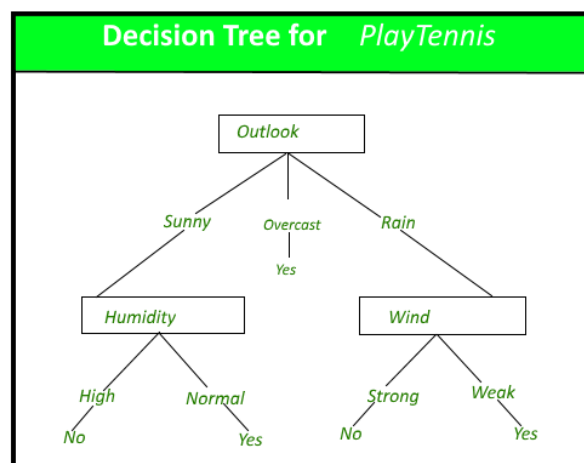 Decision Tree for PlayTennis
Outlook
Sunny
Overcast
Rain
Yes
Humidity
Wind
High
Normal
Strong
Weak
No
Yes
No
Yes